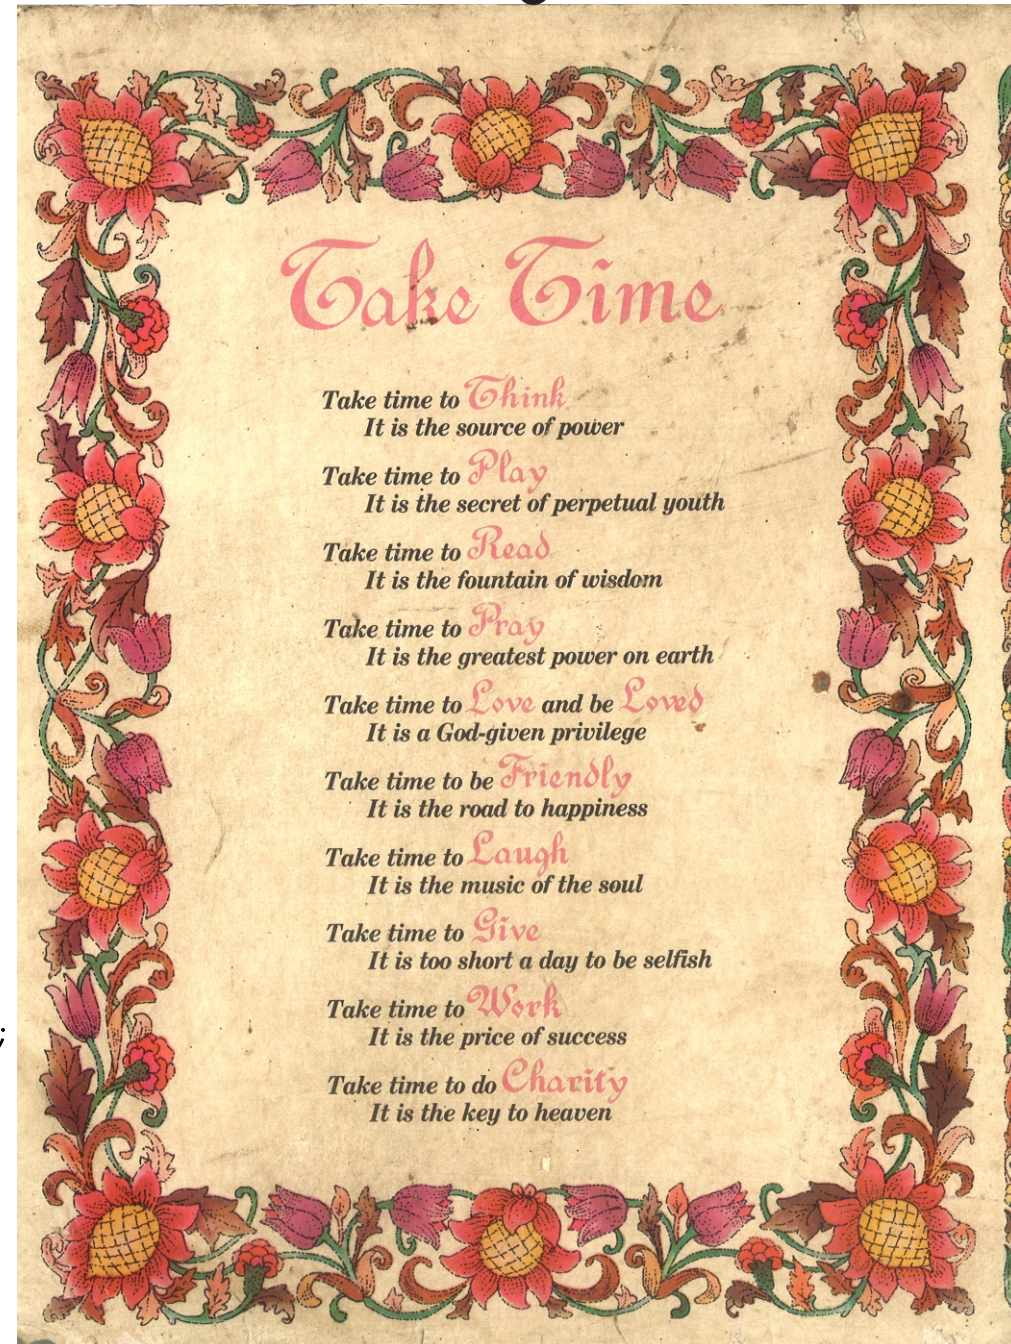 Take Time
Take time to Think
It is the source of power
Take time to Play
It is the secret of perpetual youth
Take time to Read
It is the fountain of wisdom
Take time to Pray
It is the greatest power on earth
Take time to Love and be Loved
It is a God-given privilege
Take time to be Friendly
It is the road to happiness
Take time to Laugh
It is the music of the soul
Take time to Give
It is too short a day to be selfish
Take time to Work
It is the price of success
Take time to do Charity
It is the key to heaven
;